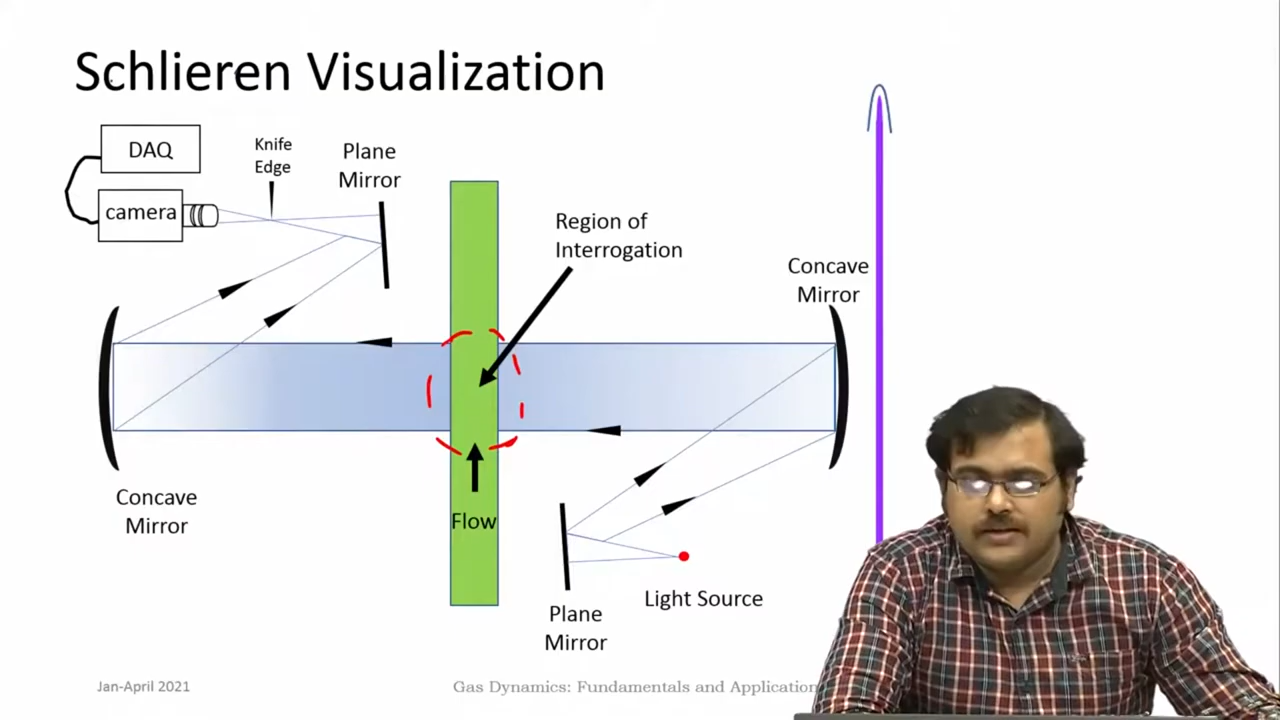 Schlieren Visualization
DAQ
camera
Knife
Edge
Plane
Mirror
Region of
Interrogation
Concave
Mirror
Concave
Mirror
Flow
Light Source
Plane
Mirror
Jan-April 2021
Gas Dynamics: Fundamentals and Application